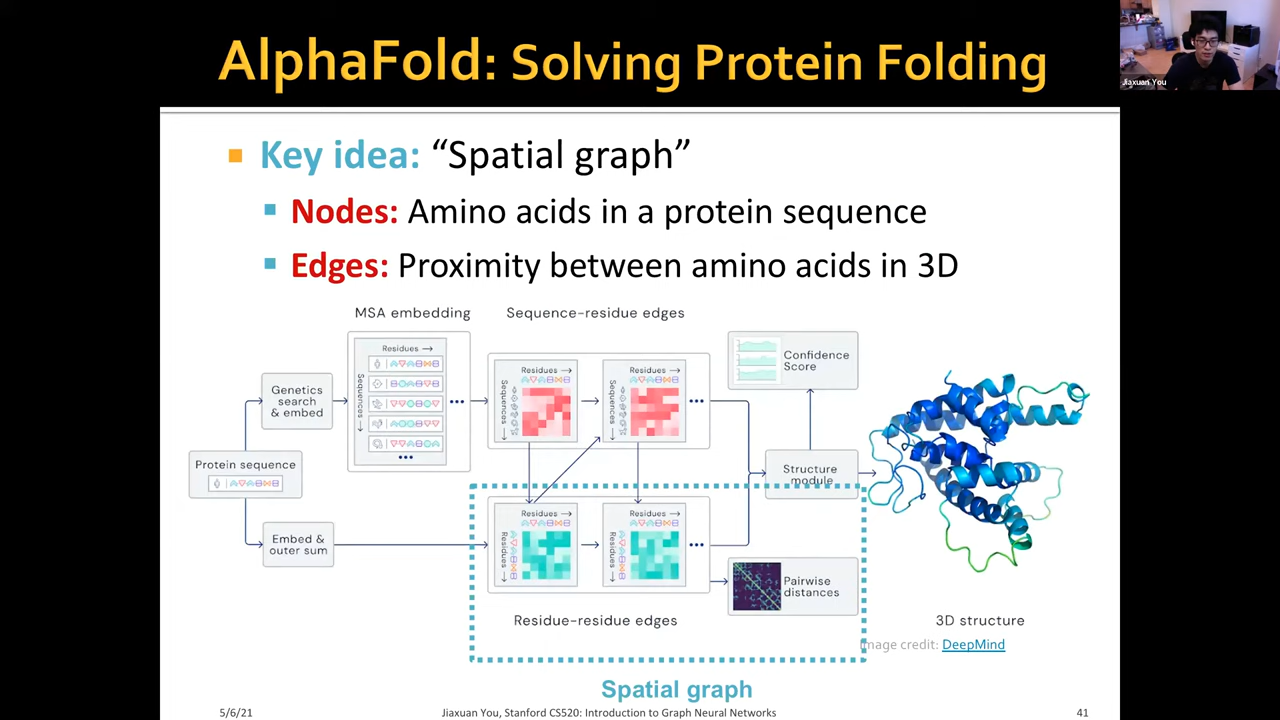 AlphaFold: Solving Protein Folding
Jiaxuan You
Key idea: “Spatial graph”
Nodes: Amino acids in a protein sequence
Edges: Proximity between amino acids in 3D
MSA embedding
Sequence-residue edges
Residues →
Sequences →
Residues →
Sequences →
Residues →
Sequences →
Confidence
Score
Genetics
search
& embed
Protein sequence
Structure
module
Embed &
outer sum
Residues →
Residues →
Residues →
Residues →
Pairwise
distances
Residue-residue edges
3D structure
Image credit: DeepMind
Spatial graph
5/6/21
Jiaxuan You, Stanford CS520: Introduction to Graph Neural Networks
41